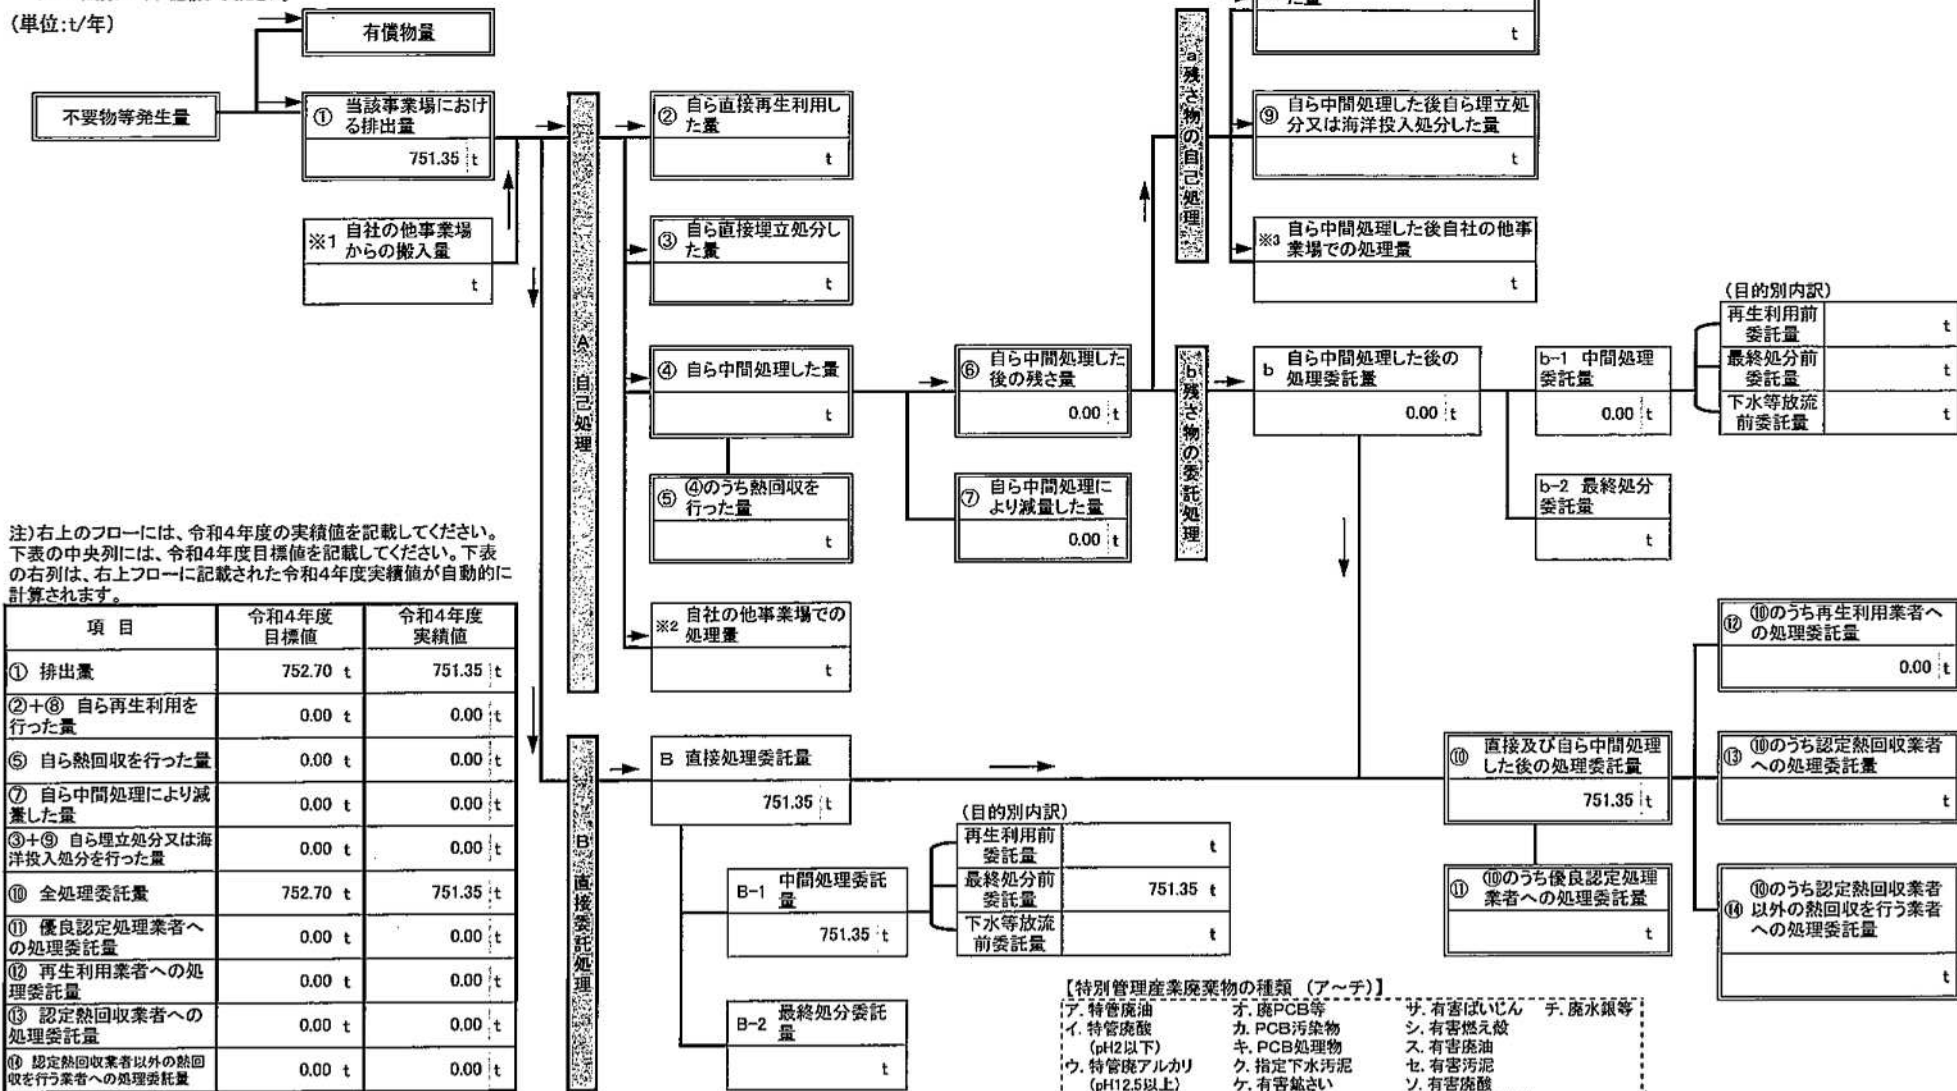 (単位:t/年)
有償物量
不要物等発生量
① 当該事業場におけ
る排出量
751.35 t
※1 自社の他事業場
からの搬入量
t
A 自己処理
② 自ら直接再生利用し
た量
t
③ 自ら直接埋立処分し
た量
t
④ 自ら中間処理した量
t
⑤ ④のうち熱回収を
行った量
t
※2 自社の他事業場での
処理量
t
⑥ 自ら中間処理した
後の残さ量
0.00 t
⑦ 自ら中間処理に
より減量した量
0.00 t
a 残さ物の自己処理
た量
t
⑨ 自ら中間処理した後自ら埋立処
分又は海洋投入処分した量
t
※3 自ら中間処理した後自社の他事
業場での処理量
t
b 残さ物の委託処理
b 自ら中間処理した後の
処理委託量
0.00 t
b-1 中間処理
委託量
0.00 t
(目的別内訳)
再生利用前
委託量 t
最終処分前
委託量 t
下水等放流
前委託量 t
b-2 最終処分
委託量
t
注)右上のフローには、令和4年度の実績値を記載してください。
下表の中央列には、令和4年度目標値を記載してください。下表
の右列は、右上フローに記載された令和4年度実績値が自動的に
計算されます。
項 目 令和4年度 目標値 令和4年度 実績値
① 排出量 752.70 t 751.35 t
②+⑧ 自ら再生利用を
行った量 0.00 t 0.00 t
⑤ 自ら熱回収を行った量 0.00 t 0.00 t
⑦ 自ら中間処理により減
量した量 0.00 t 0.00 t
③+⑨ 自ら埋立処分又は海
洋投入処分を行った量 0.00 t 0.00 t
⑩ 全処理委託量 752.70 t 751.35 t
⑪ 優良認定処理業者へ
の処理委託量 0.00 t 0.00 t
⑫ 再生利用業者への処
理委託量 0.00 t 0.00 t
⑬ 認定熱回収業者への
処理委託量 0.00 t 0.00 t
⑭ 認定熱回収業者以外の熱回
収を行う業者への処理委託量 0.00 t 0.00 t
B 直接委託処理
B 直接処理委託量
751.35 t
B-1 中間処理委託
量
751.35 t
(目的別内訳)
再生利用前
委託量 t
最終処分前
委託量 751.35 t
下水等放流
前委託量 t
B-2 最終処分委託
量
t
⑩ 直接及び自ら中間処理
した後の処理委託量
751.35 t
⑪ ⑩のうち優良認定処理
業者への処理委託量
t
⑫ ⑩のうち再生利用業者へ
の処理委託量
0.00 t
⑬ ⑩のうち認定熱回収業者
への処理委託量
t
⑭ ⑩のうち認定熱回収業者
以外の熱回収を行う業者
への処理委託量
t
【特別管理産業廃棄物の種類 (ア~チ)】
ア. 特管廃油 オ. 廃PCB等 サ. 有害ばいじん チ. 廃水銀等
イ. 特管廃酸 カ. PCB汚染物 シ. 有害燃え殻
(pH2以下) キ. PCB処理物 ス. 有害廃油
ウ. 特管廃アルカリ ク. 指定下水汚泥 セ. 有害汚泥
(pH12.5以上) ケ. 有害鉱さい ソ. 有害廃酸